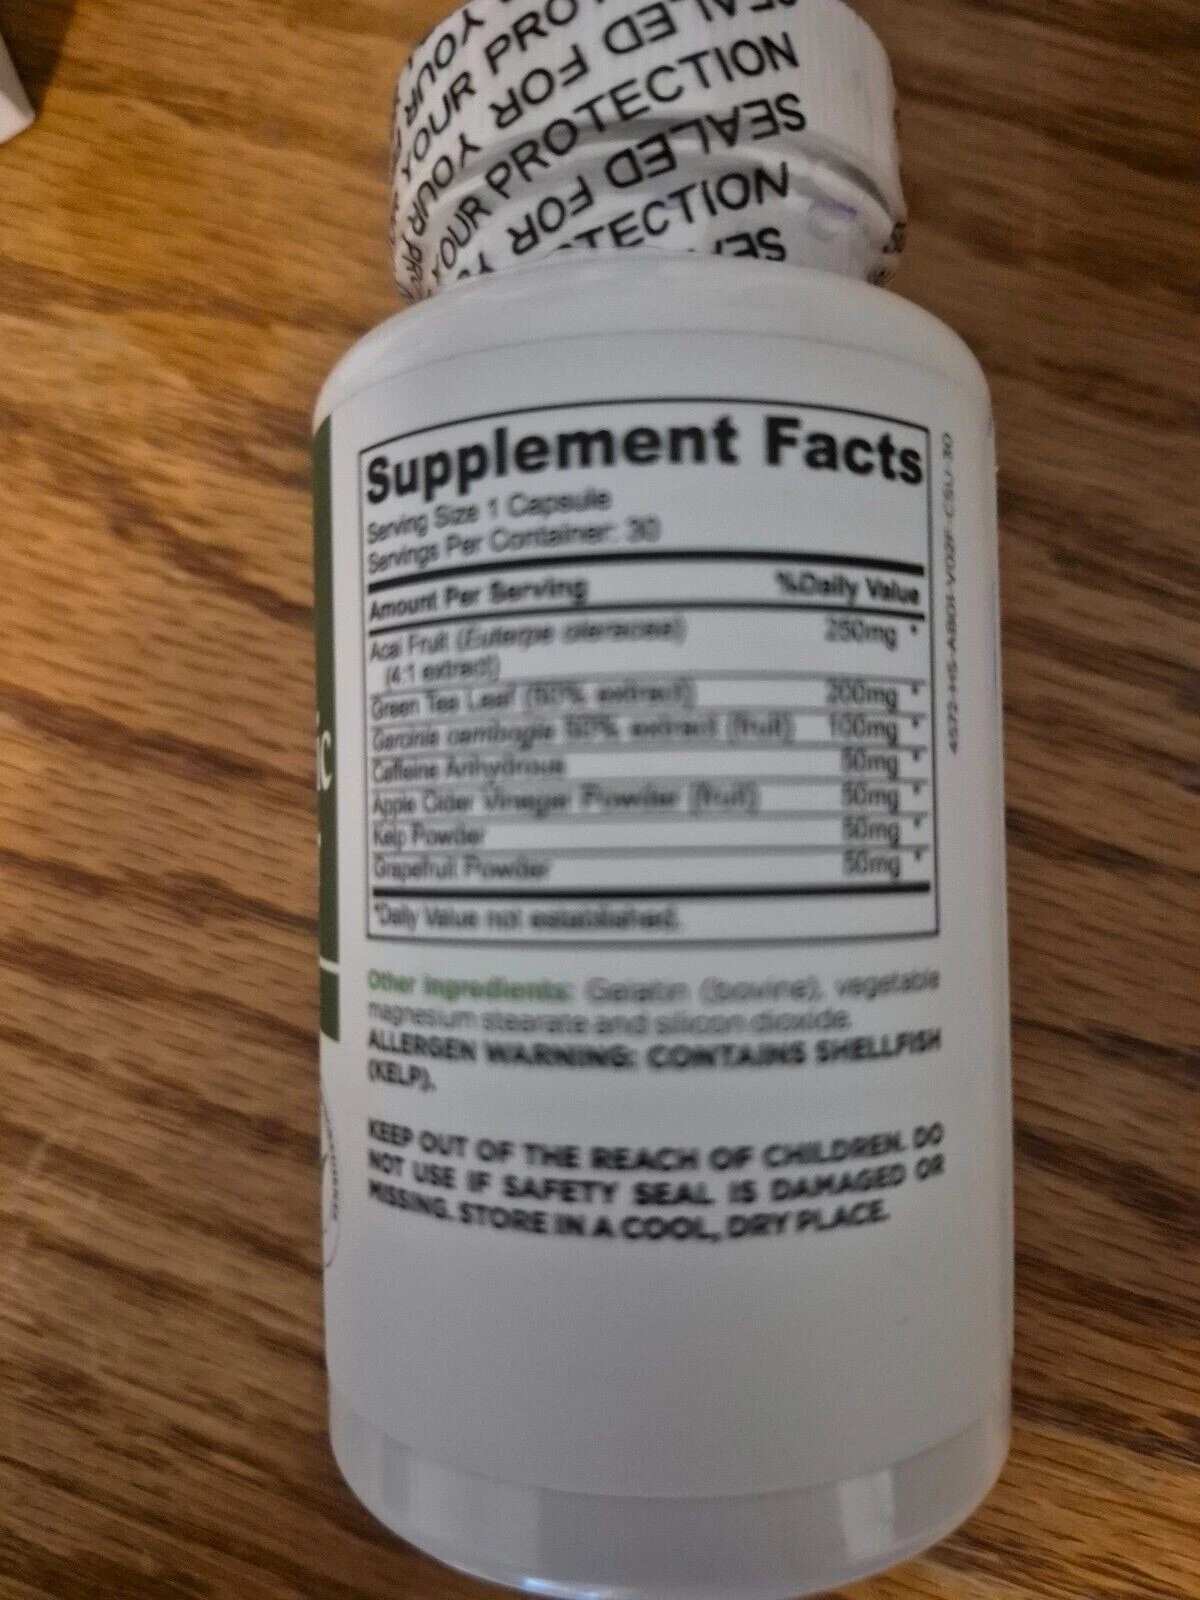 YOUR PROTECTION
SEALED FOR YOUR
YOUR PROTECTION
SEALED FOR
PROTECTION
Supplement Facts
Serving Size 1 Capsule
Servings Per Container: 30
Amount Per Serving %Daily Value
Acai Fruit (Euterpe oleracea) 250mg *
(4:1 extract)
Green Tea Leaf (50% extract) 200mg *
Garcinia cambogia 50% extract (fruit) 100mg *
Caffeine Anhydrous 50mg *
Apple Cider Vinegar Powder (fruit) 50mg *
Kelp Powder 50mg *
Grapefruit Powder 50mg *
*Daily Value not established.
Other ingredients: Gelatin (bovine), vegetable
magnesium stearate and silicon dioxide.
ALLERGEN WARNING: CONTAINS SHELLFISH
(KELP).
KEEP OUT OF THE REACH OF CHILDREN. DO
NOT USE IF SAFETY SEAL IS DAMAGED OR
MISSING. STORE IN A COOL, DRY PLACE.
ic